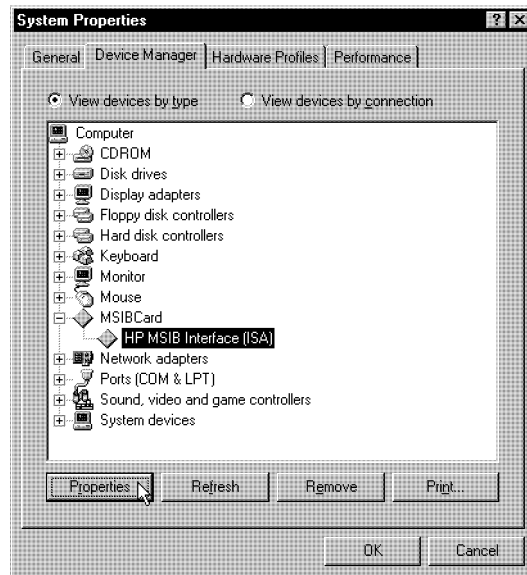 System Properties
General Device Manager Hardware Profiles Performance
View devices by type View devices by connection
Computer
CDROM
Disk drives
Display adapters
Floppy disk controllers
Hard disk controllers
Keyboard
Monitor
Mouse
MSIBCard
HP MSIB Interface (ISA)
Network adapters
Ports (COM & LPT)
Sound, video and game controllers
System devices
Properties Refresh Remove Print...
OK Cancel